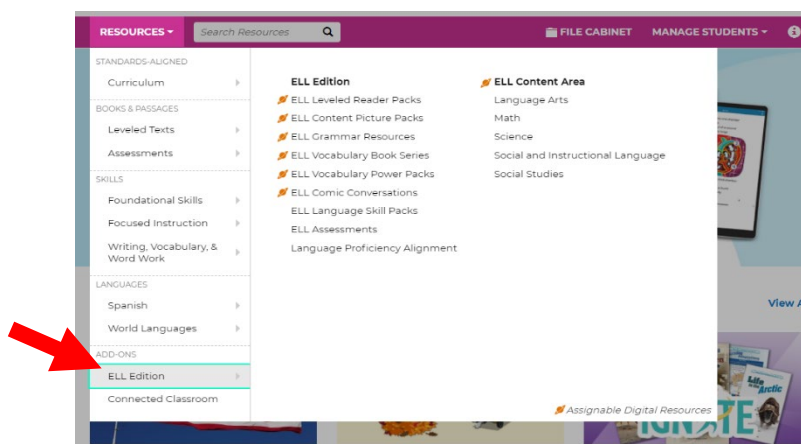 RESOURCES
Search Resources
FILE CABINET
MANAGE STUDENTS
STANDARDS-ALIGNED
Curriculum
BOOKS & PASSAGES
Leveled Texts
Assessments
SKILLS
Foundational Skills
Focused Instruction
Writing, Vocabulary, &
Word Work
LANGUAGES
Spanish
World Languages
ADD-ONS
ELL Edition
Connected Classroom
ELL Edition
ELL Leveled Reader Packs
ELL Content Picture Packs
ELL Grammar Resources
ELL Vocabulary Book Series
ELL Vocabulary Power Packs
ELL Comic Conversations
ELL Language Skill Packs
ELL Assessments
Language Proficiency Alignment
ELL Content Area
Language Arts
Math
Science
Social and Instructional Language
Social Studies
Assignable Digital Resources
View
Life in
the Arctic